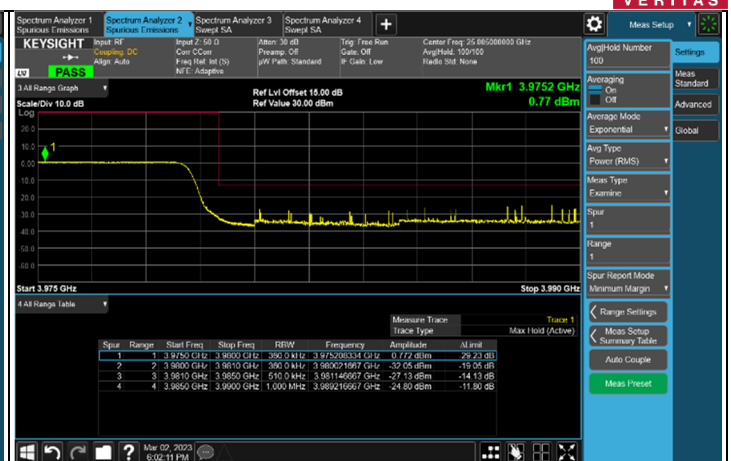 VERITAS
Spectrum Analyzer 1
Spurious Emissions
Spectrum Analyzer 2
Spurious Emissions
Spectrum Analyzer 3
Swept SA
Spectrum Analyzer 4
Swept SA
+
Meas Setup
KEYSIGHT
Input: RF
Coupling: DC
Align: Auto
Input Z: 50 Ω
Corr CCorr
Freq Ref: Int (S)
NFE: Adaptive
Atten: 30 dB
Preamp: Off
µW Path: Standard
Trig: Free Run
Gate: Off
IF Gain: Low
Center Freq: 25.005000000 GHz
Avg|Hold: 100/100
Radio Std: None
PASS
3 All Range Graph
Scale/Div 10.0 dB
Ref Lvl Offset 15.00 dB
Ref Value 30.00 dBm
Mkr1 3.9752 GHz
0.77 dBm
Log
20.0
10.0
0.00
1
-10.0
-20.0
-30.0
-40.0
-50.0
-60.0
Start 3.975 GHz
Stop 3.990 GHz
4 All Range Table
Measure Trace Trace 1
Trace Type Max Hold (Active)
Spur Range Start Freq Stop Freq RBW Frequency Amplitude ΔLimit
1 1 3.9750 GHz 3.9800 GHz 360.0 kHz 3.975208334 GHz 0.772 dBm -29.23 dB
2 2 3.9800 GHz 3.9810 GHz 360.0 kHz 3.980021667 GHz -32.05 dBm -19.05 dB
3 3 3.9810 GHz 3.9850 GHz 510.0 kHz 3.981146667 GHz -27.13 dBm -14.13 dB
4 4 3.9850 GHz 3.9900 GHz 1.000 MHz 3.989216667 GHz -24.80 dBm -11.80 dB
Mar 02, 2023
6:02:11 PM
Avg|Hold Number
100
Averaging
On
Off
Average Mode
Exponential
Avg Type
Power (RMS)
Meas Type
Examine
Spur
1
Range
1
Spur Report Mode
Minimum Margin
Range Settings
Meas Setup
Summary Table
Auto Couple
Meas Preset
Settings
Meas
Standard
Advanced
Global